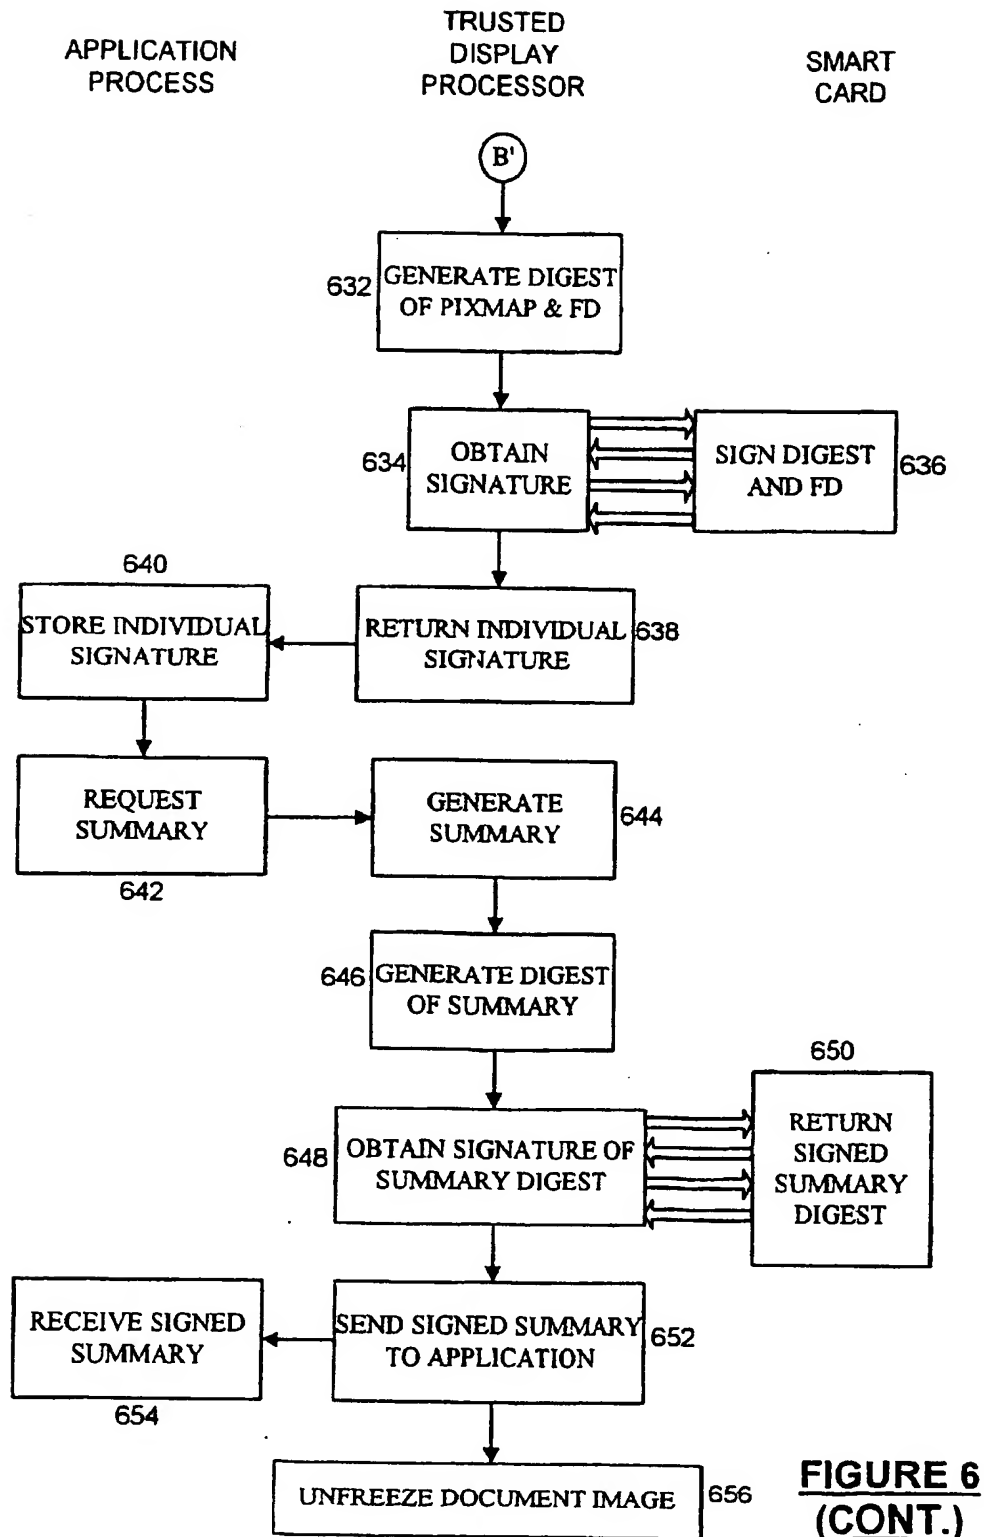 APPLICATION
PROCESS
TRUSTED
DISPLAY
PROCESSOR
SMART
CARD
B'
632
GENERATE DIGEST
OF PIXMAP & FD
634
OBTAIN
SIGNATURE
SIGN DIGEST
AND FD
636
640
STORE INDIVIDUAL
SIGNATURE
RETURN INDIVIDUAL
SIGNATURE
638
REQUEST
SUMMARY
642
GENERATE
SUMMARY
644
646
GENERATE DIGEST
OF SUMMARY
648
OBTAIN SIGNATURE OF
SUMMARY DIGEST
650
RETURN
SIGNED
SUMMARY
DIGEST
RECEIVE SIGNED
SUMMARY
654
SEND SIGNED SUMMARY
TO APPLICATION
652
UNFREEZE DOCUMENT IMAGE
656
FIGURE 6
(CONT.)